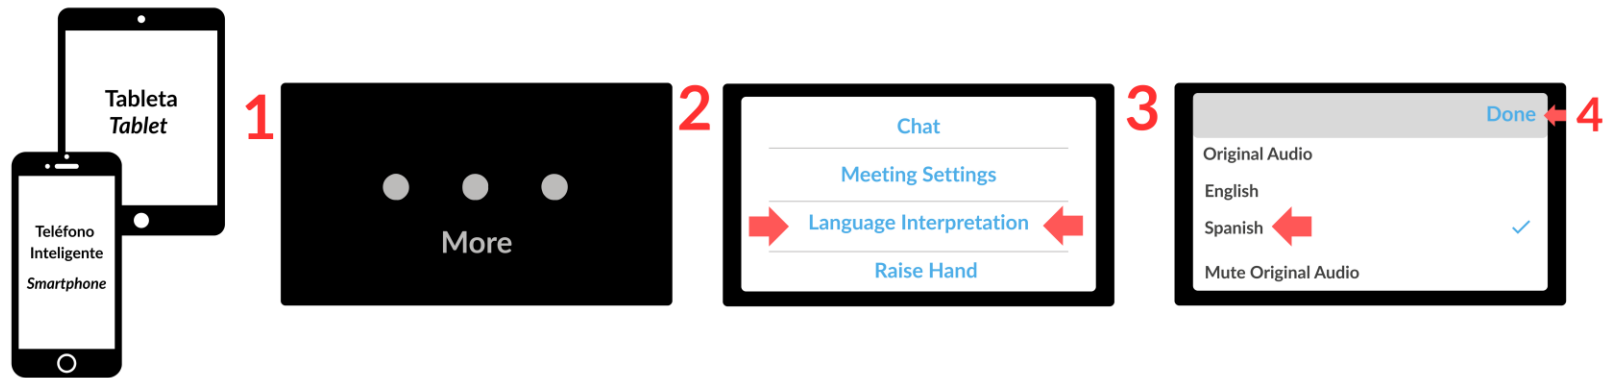 Tableta
Tablet
Teléfono
Inteligente
Smartphone
1
More
2
Chat
Meeting Settings
Language Interpretation
Raise Hand
3
Done
4
Original Audio
English
Spanish
Mute Original Audio